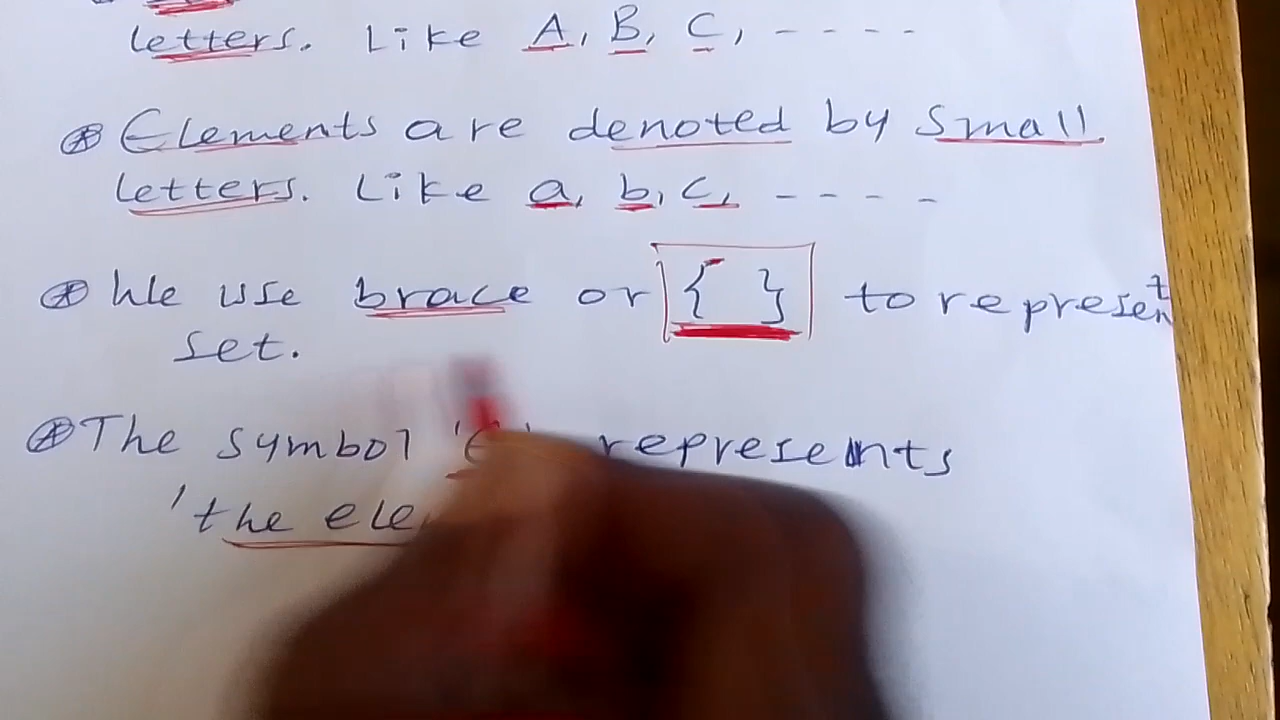 letters. Like A, B, C, ----
⊛ Elements are denoted by small
letters. Like a, b, c, ----
⊛ We use brace or { } to represent
set.
⊛ The symbol '∈' represents
'the